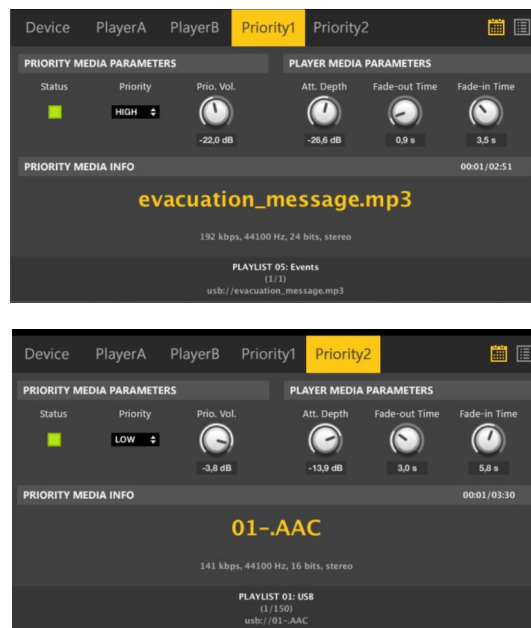 Device PlayerA PlayerB Priority1 Priority2
PRIORITY MEDIA PARAMETERS PLAYER MEDIA PARAMETERS
Status Priority Prio. Vol. Att. Depth Fade-out Time Fade-in Time
HIGH
-22,0 dB -26,6 dB 0,9 s 3,5 s
PRIORITY MEDIA INFO 00:01/02:51
evacuation_message.mp3
192 kbps, 44100 Hz, 24 bits, stereo
PLAYLIST 05: Events
(1/1)
usb://evacuation_message.mp3
Device PlayerA PlayerB Priority1 Priority2
PRIORITY MEDIA PARAMETERS PLAYER MEDIA PARAMETERS
Status Priority Prio. Vol. Att. Depth Fade-out Time Fade-in Time
LOW
-3,8 dB -13,9 dB 3,0 s 5,8 s
PRIORITY MEDIA INFO 00:01/03:30
01-.AAC
141 kbps, 44100 Hz, 16 bits, stereo
PLAYLIST 01: USB
(1/150)
usb://01-.AAC